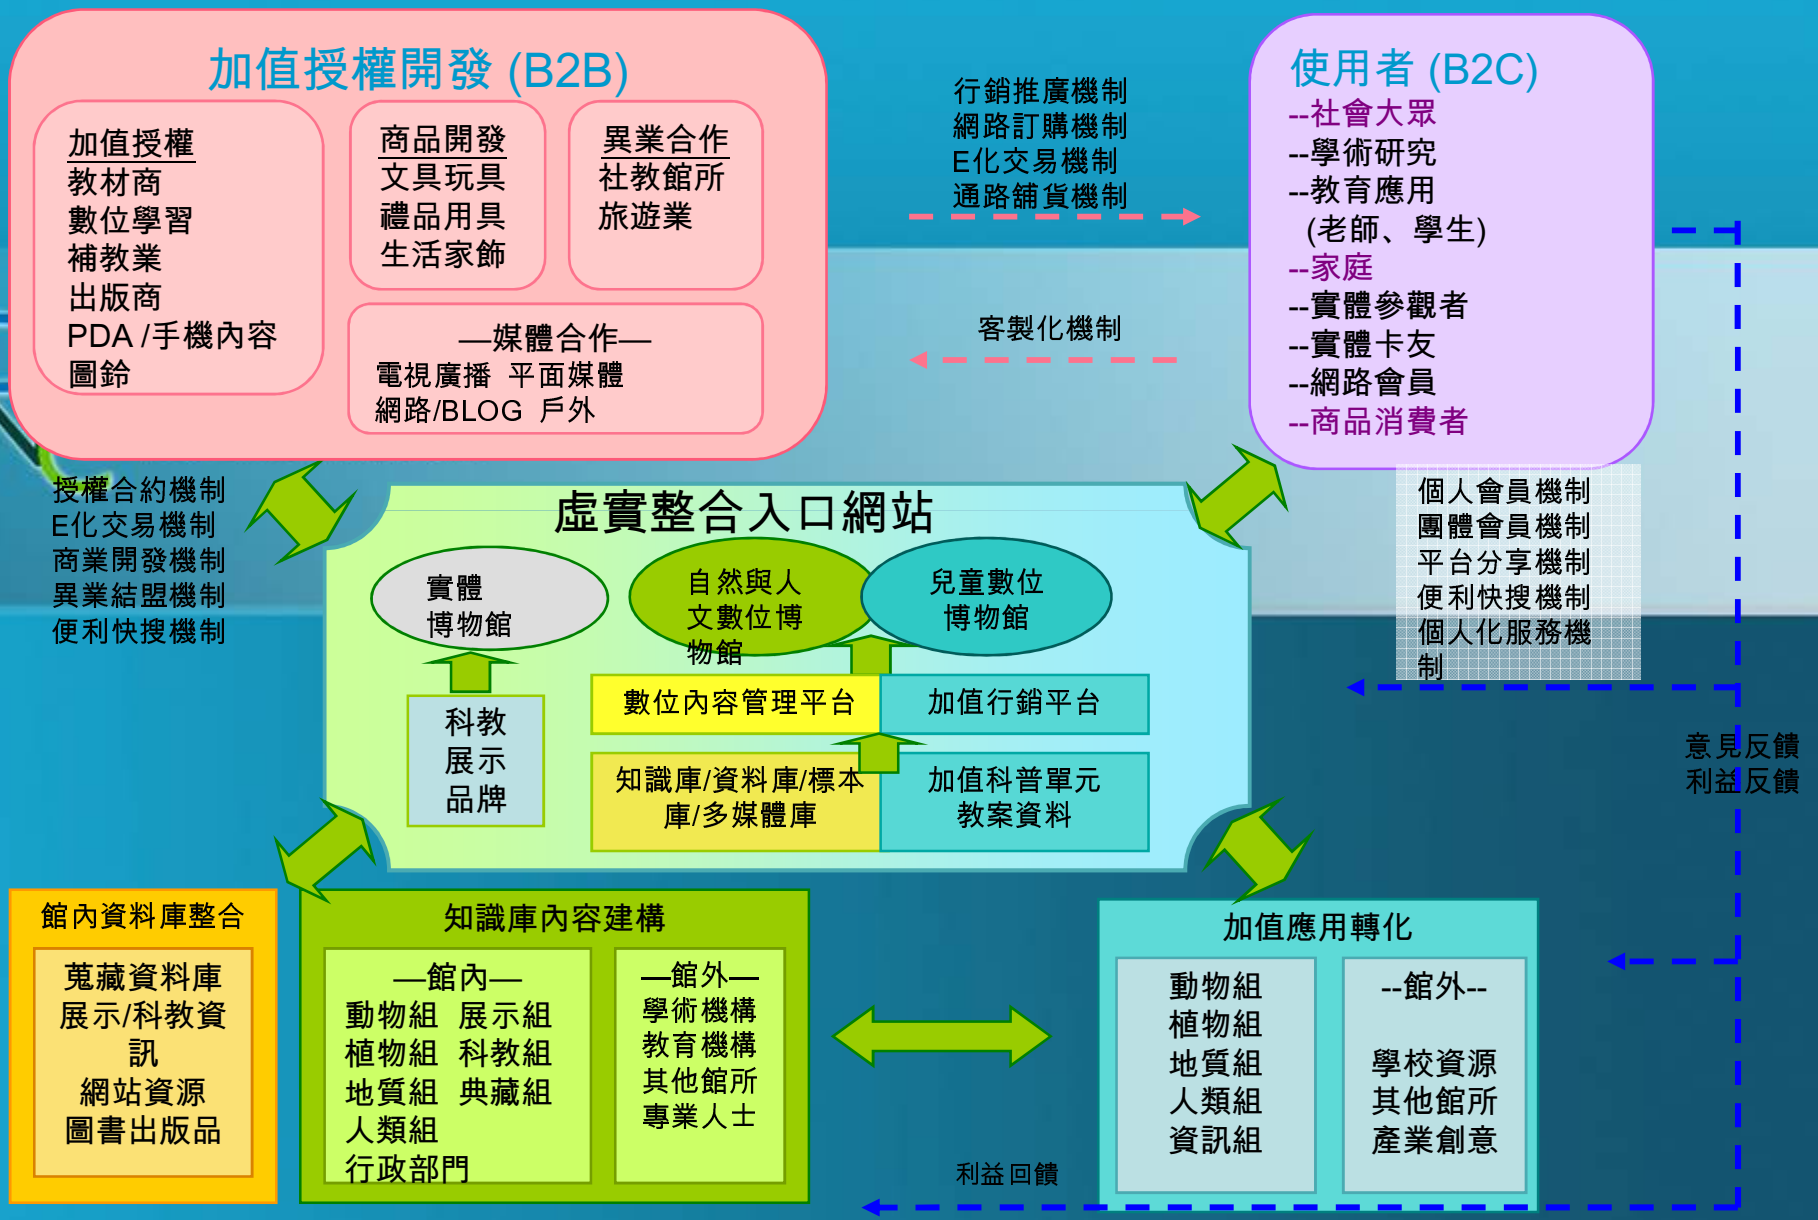 加值授權開發 (B2B)
加值授權
教材商
數位學習
補教業
出版商
PDA /手機內容
圖鈴
商品開發
文具玩具
禮品用具
生活家飾
異業合作
社教館所
旅遊業
—媒體合作—
電視廣播 平面媒體
網路/BLOG 戶外
行銷推廣機制
網路訂購機制
E化交易機制
通路舖貨機制
客製化機制
使用者 (B2C)
--社會大眾
--學術研究
--教育應用
(老師、學生)
--家庭
--實體參觀者
--實體卡友
--網路會員
--商品消費者
授權合約機制
E化交易機制
商業開發機制
異業結盟機制
便利快搜機制
個人會員機制
團體會員機制
平台分享機制
便利快搜機制
個人化服務機
制
虛實整合入口網站
實體
博物館
自然與人
文數位博
物館
兒童數位
博物館
科教
展示
品牌
數位內容管理平台
加值行銷平台
知識庫/資料庫/標本
庫/多媒體庫
加值科普單元
教案資料
意見反饋
利益反饋
館內資料庫整合
蒐藏資料庫
展示/科教資
訊
網站資源
圖書出版品
知識庫內容建構
—館內—
動物組 展示組
植物組 科教組
地質組 典藏組
人類組
行政部門
—館外—
學術機構
教育機構
其他館所
專業人士
加值應用轉化
動物組
植物組
地質組
人類組
資訊組
--館外--
學校資源
其他館所
產業創意
利益回饋